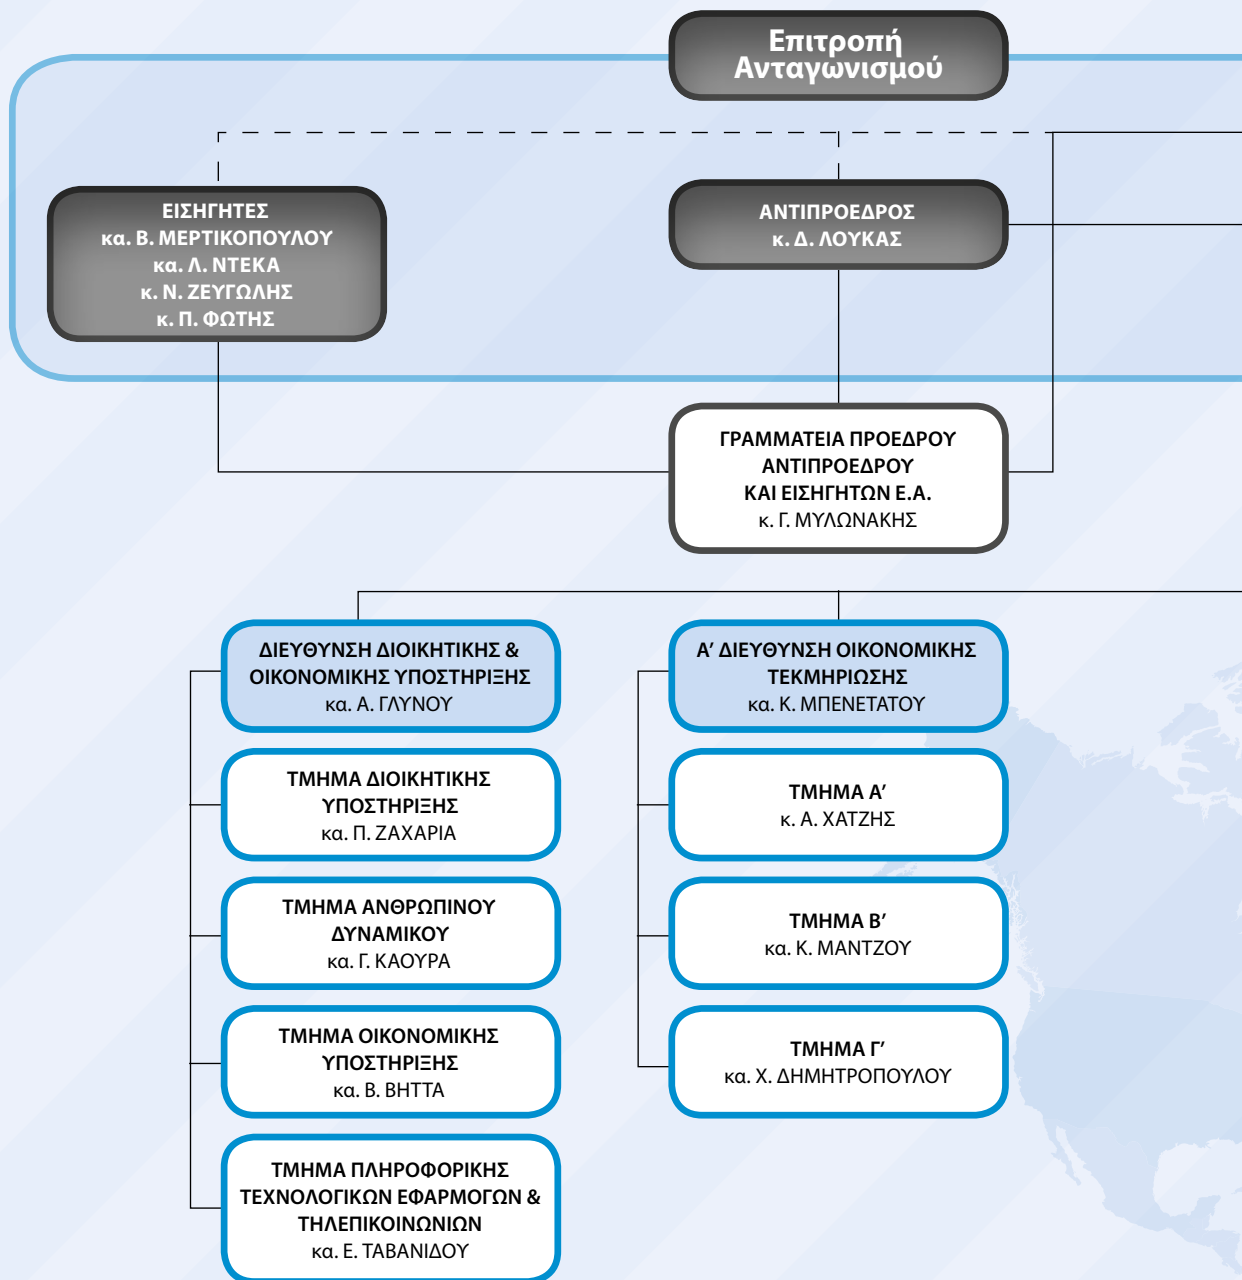 Επιτροπή
Ανταγωνισμού
ΕΙΣΗΓΗΤΕΣ
κα. Β. ΜΕΡΤΙΚΟΠΟΥΛΟΥ
κα. Λ. ΝΤΕΚΑ
κ. Ν. ΖΕΥΓΩΛΗΣ
κ. Π. ΦΩΤΗΣ
ΑΝΤΙΠΡΟΕΔΡΟΣ
κ. Δ. ΛΟΥΚΑΣ
ΓΡΑΜΜΑΤΕΙΑ ΠΡΟΕΔΡΟΥ
ΑΝΤΙΠΡΟΕΔΡΟΥ
ΚΑΙ ΕΙΣΗΓΗΤΩΝ Ε.Α.
κ. Γ. ΜΥΛΩΝΑΚΗΣ
ΔΙΕΥΘΥΝΣΗ ΔΙΟΙΚΗΤΙΚΗΣ &
ΟΙΚΟΝΟΜΙΚΗΣ ΥΠΟΣΤΗΡΙΞΗΣ
κα. Α. ΓΛΥΝΟΥ
ΤΜΗΜΑ ΔΙΟΙΚΗΤΙΚΗΣ
ΥΠΟΣΤΗΡΙΞΗΣ
κα. Π. ΖΑΧΑΡΙΑ
ΤΜΗΜΑ ΑΝΘΡΩΠΙΝΟΥ
ΔΥΝΑΜΙΚΟΥ
κα. Γ. ΚΑΟΥΡΑ
ΤΜΗΜΑ ΟΙΚΟΝΟΜΙΚΗΣ
ΥΠΟΣΤΗΡΙΞΗΣ
κα. Β. ΒΗΤΤΑ
ΤΜΗΜΑ ΠΛΗΡΟΦΟΡΙΚΗΣ
ΤΕΧΝΟΛΟΓΙΚΩΝ ΕΦΑΡΜΟΓΩΝ &
ΤΗΛΕΠΙΚΟΙΝΩΝΙΩΝ
κα. Ε. ΤΑΒΑΝΙΔΟΥ
Α' ΔΙΕΥΘΥΝΣΗ ΟΙΚΟΝΟΜΙΚΗΣ
ΤΕΚΜΗΡΙΩΣΗΣ
κα. Κ. ΜΠΕΝΕΤΑΤΟΥ
ΤΜΗΜΑ Α'
κ. Α. ΧΑΤΖΗΣ
ΤΜΗΜΑ Β'
κα. Κ. ΜΑΝΤΖΟΥ
ΤΜΗΜΑ Γ'
κα. Χ. ΔΗΜΗΤΡΟΠΟΥΛΟΥ